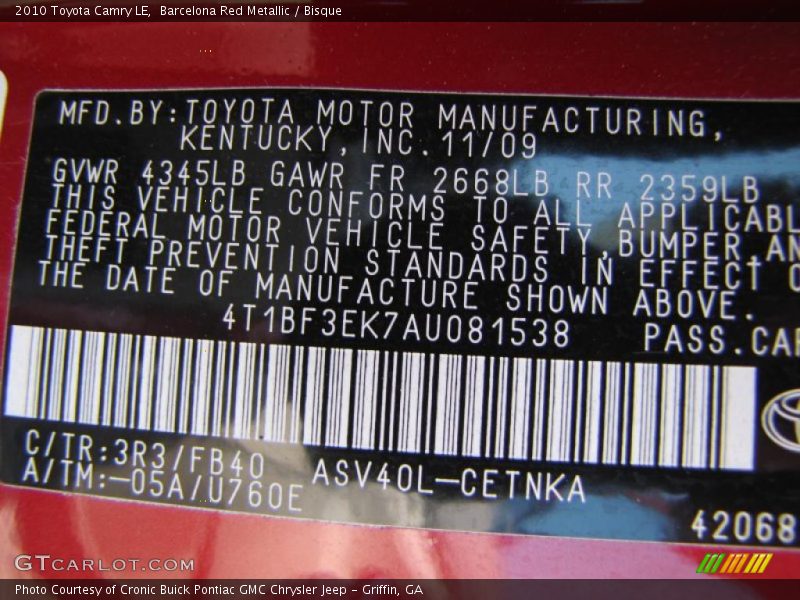 2010 Toyota Camry LE, Barcelona Red Metallic / Bisque
MFD.BY:TOYOTA MOTOR MANUFACTURING,
KENTUCKY,INC.11/09
GVWR 4345LB GAWR FR 2668LB RR 2359LB
THIS VEHICLE CONFORMS TO ALL APPLICABL
FEDERAL MOTOR VEHICLE SAFETY,BUMPER,AN
THEFT PREVENTION STANDARDS IN EFFECT O
THE DATE OF MANUFACTURE SHOWN ABOVE.
4T1BF3EK7AU081538 PASS.CAR
C/TR:3R3/FB40
A/TM:-05A/U760E ASV40L-CETNKA
42068
GTCARLOT.COM
Photo Courtesy of Cronic Buick Pontiac GMC Chrysler Jeep - Griffin, GA